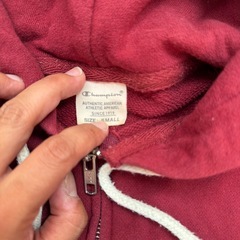 Champion
AUTHENTIC AMERICAN
ATHLETIC APPAREL
SINCE 1919
SIZE: SMALL